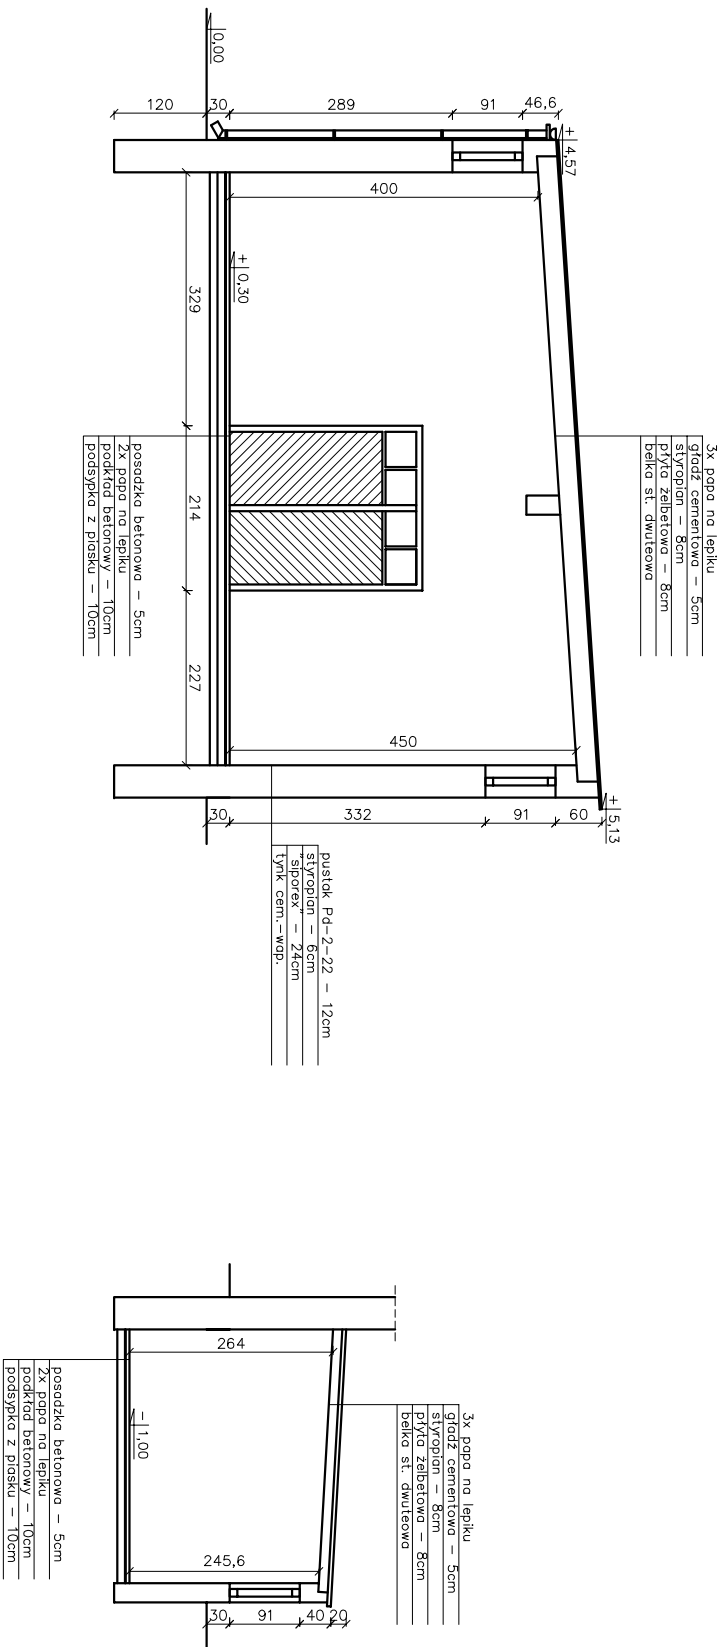 0,00
120
30
289
91
46,6
+ 4,57
400
+ 0,30
329
214
227
3x papa na lepiku
gładź cementowa – 5cm
styropian – 8cm
płyta żelbetowa – 8cm
belka st. dwuteowa
posadzka betonowa – 5cm
2x papa na lepiku
podkład betonowy – 10cm
podsypka z piasku – 10cm
450
30
332
91
60
+ 5,13
pustak Pd–2–22 – 12cm
styropian – 6cm
"siporex" – 24cm
tynk cem.–wap.
264
– 1,00
245,6
3x papa na lepiku
gładź cementowa – 5cm
styropian – 8cm
płyta żelbetowa – 8cm
belka st. dwuteowa
posadzka betonowa – 5cm
2x papa na lepiku
podkład betonowy – 10cm
podsypka z piasku – 10cm
30
91
40
20